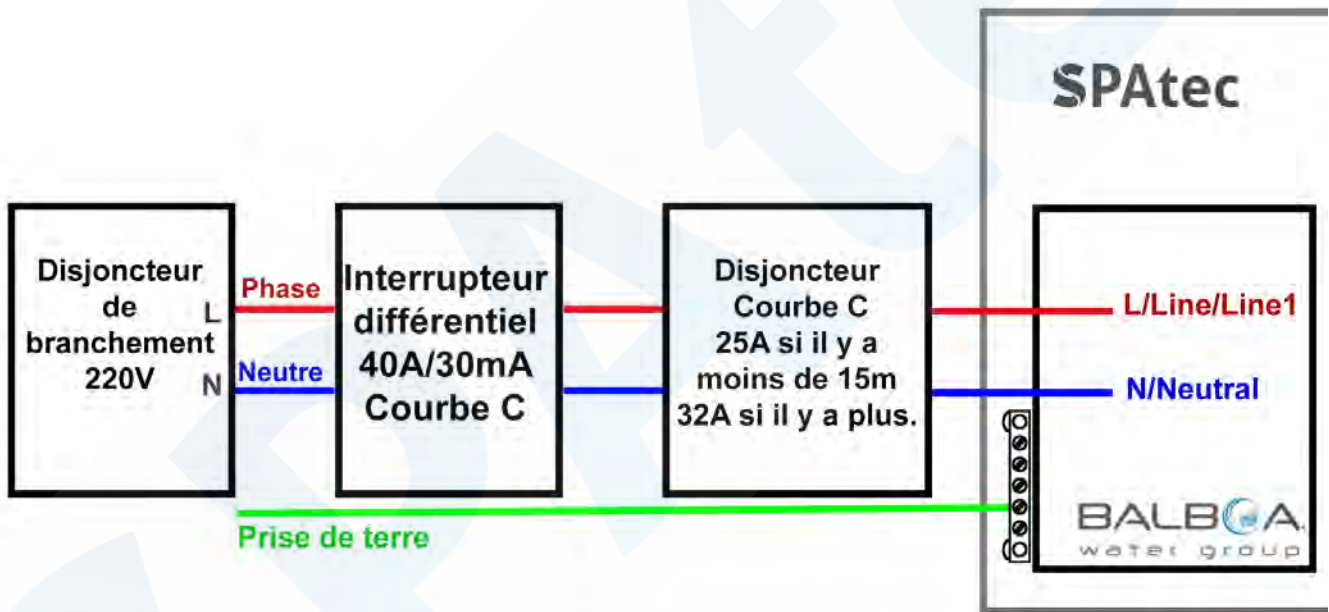 SPAtec
Disjoncteur
de
branchement
220V
L
N
Phase
Neutre
Interrupteur
différentiel
40A/30mA
Courbe C
Disjoncteur
Courbe C
25A si il y a
moins de 15m
32A si il y a plus.
L/Line/Line1
N/Neutral
Prise de terre
BALBOA
water group